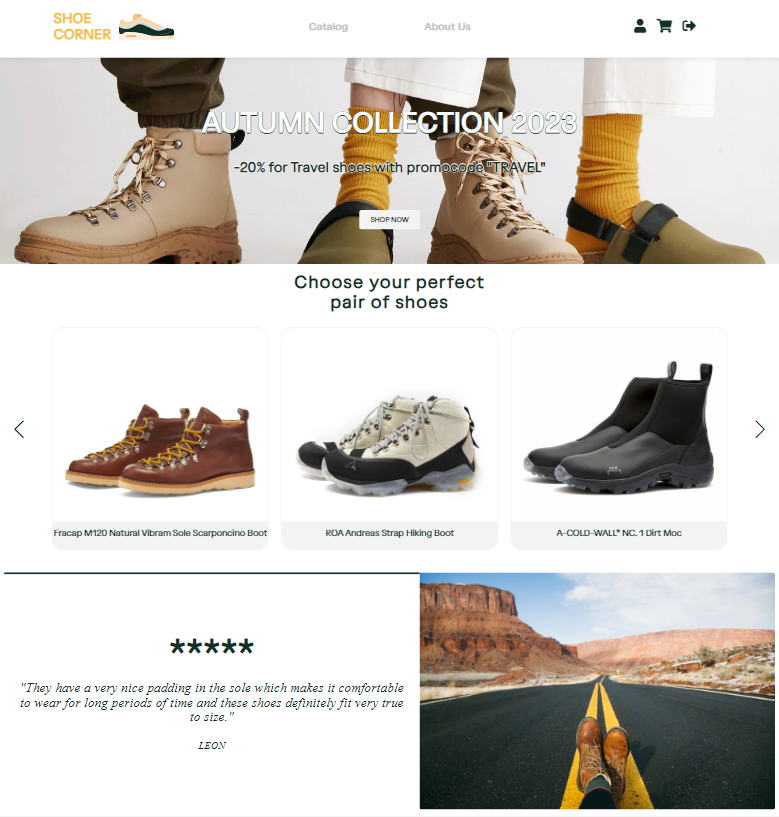 SHOE
CORNER
Catalog
About Us
AUTUMN COLLECTION 2023
-20% for Travel shoes with promocode "TRAVEL"
SHOP NOW
Choose your perfect
pair of shoes
Fracap M120 Natural Vibram Sole Scarponcino Boot
ROA Andreas Strap Hiking Boot
A-COLD-WALL* NC. 1 Dirt Moc
*****
"They have a very nice padding in the sole which makes it comfortable
to wear for long periods of time and these shoes definitely fit very true
to size."
LEON